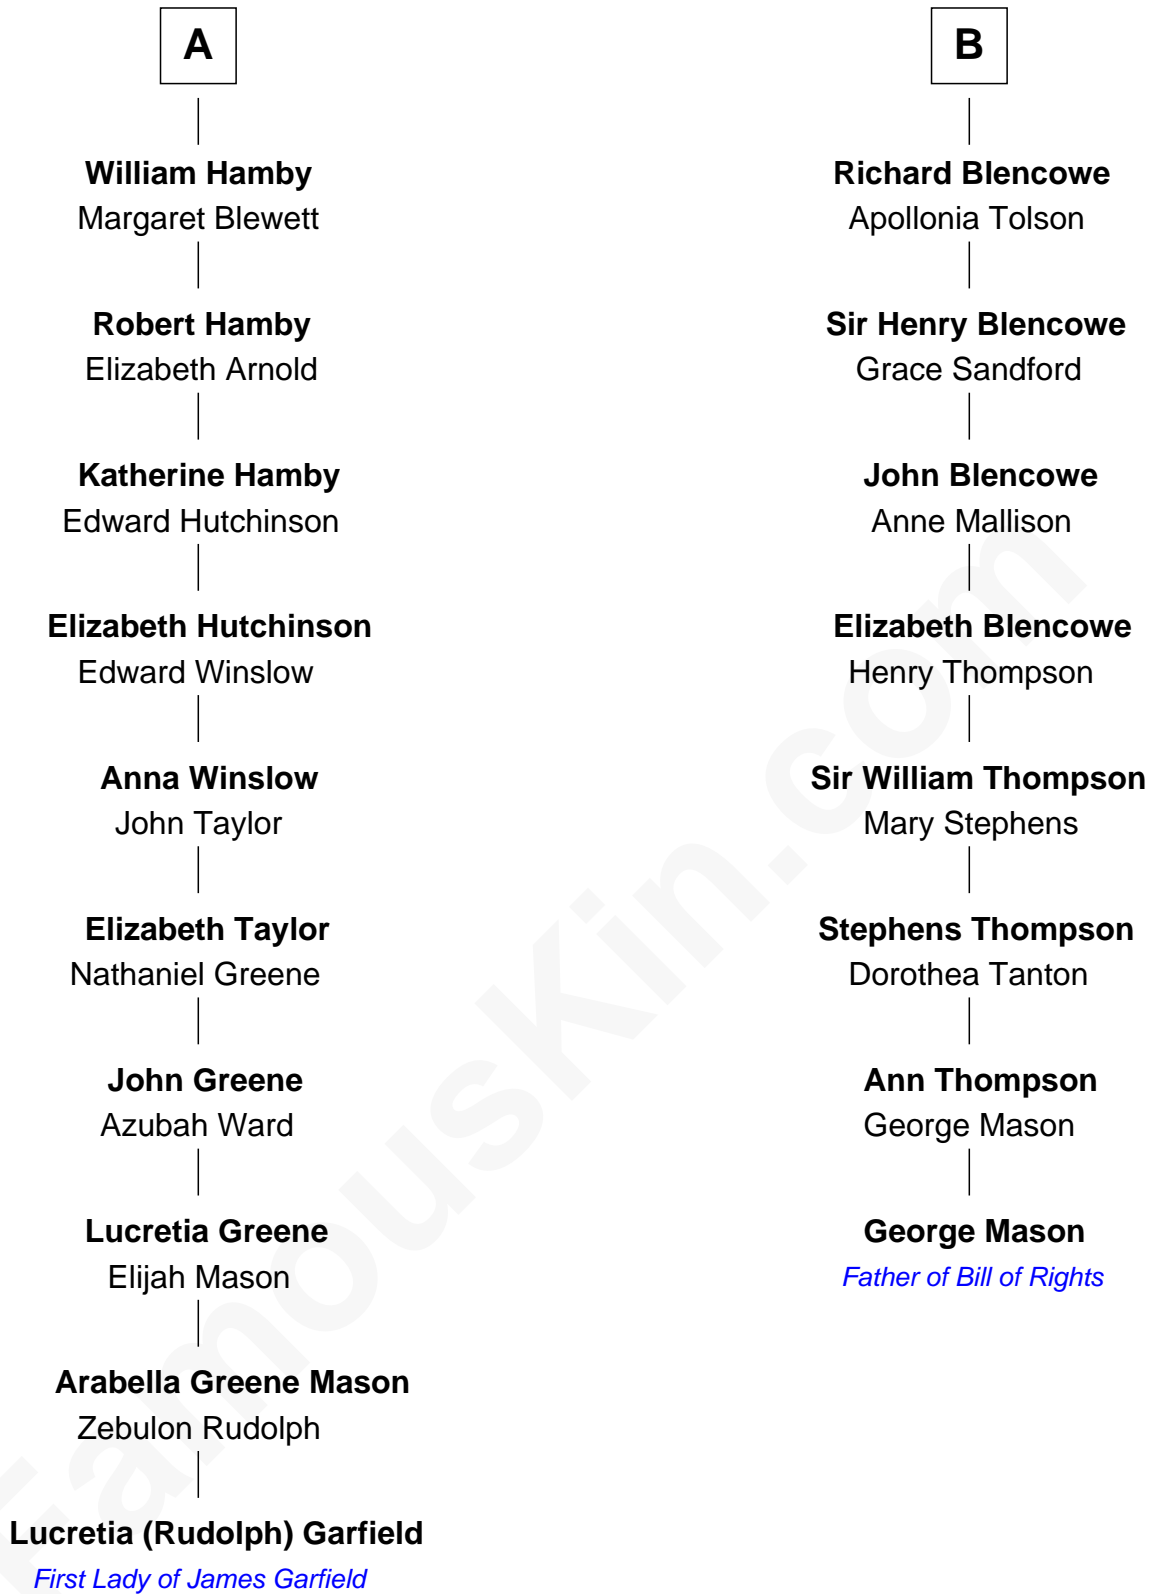 A
William Hamby
Margaret Blewett
Robert Hamby
Elizabeth Arnold
Katherine Hamby
Edward Hutchinson
Elizabeth Hutchinson
Edward Winslow
Anna Winslow
John Taylor
Elizabeth Taylor
Nathaniel Greene
John Greene
Azubah Ward
Lucretia Greene
Elijah Mason
Arabella Greene Mason
Zebulon Rudolph
Lucretia (Rudolph) Garfield
First Lady of James Garfield
B
Richard Blencowe
Apollonia Tolson
Sir Henry Blencowe
Grace Sandford
John Blencowe
Anne Mallison
Elizabeth Blencowe
Henry Thompson
Sir William Thompson
Mary Stephens
Stephens Thompson
Dorothea Tanton
Ann Thompson
George Mason
George Mason
Father of Bill of Rights
FamousKin.com